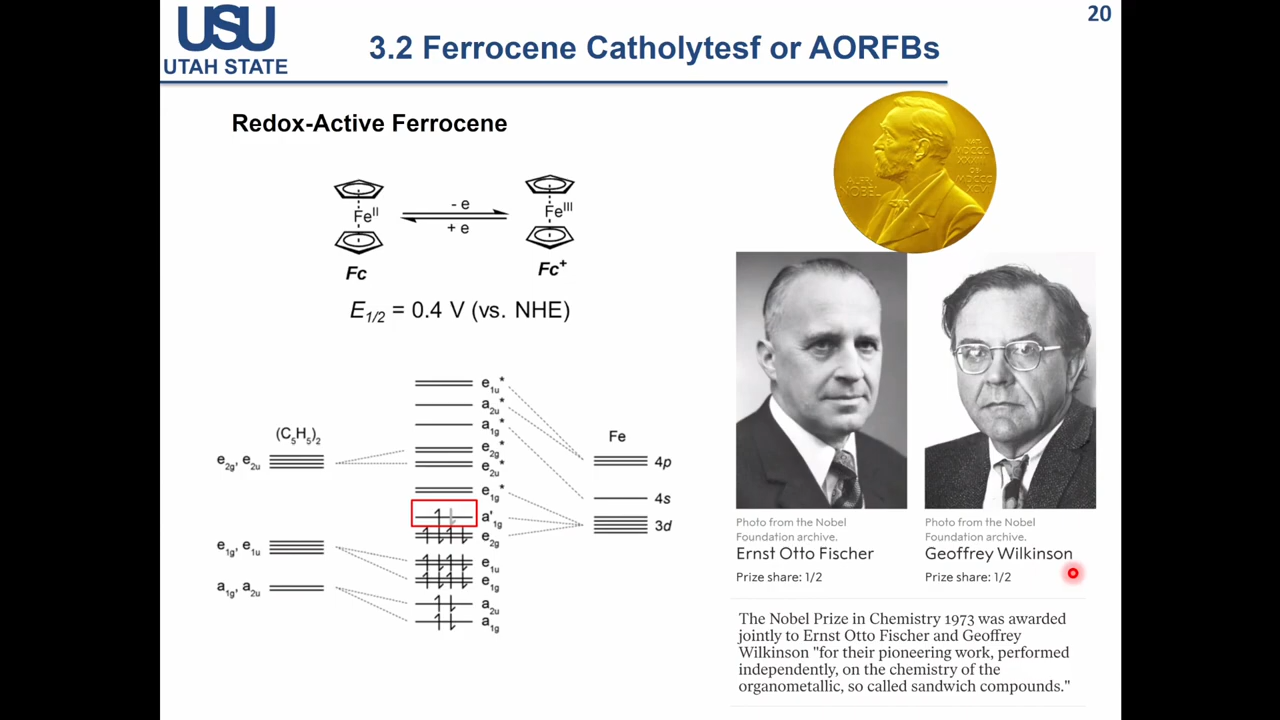 USU
UTAH STATE
3.2 Ferrocene Catholytesf or AORFBs
20
Redox-Active Ferrocene
Fe^II
- e
+ e
Fe^III
Fc
Fc⁺
E₁/₂ = 0.4 V (vs. NHE)
(C₅H₅)₂
e₂g, e₂u
e₁g, e₁u
a₁g, a₂u
e₁u*
a₂u*
a₁g*
e₂g*
e₂u*
e₁g*
a'₁g
e₂g
e₁u
e₁g
a₂u
a₁g
Fe
4p
4s
3d
Photo from the Nobel
Foundation archive.
Ernst Otto Fischer
Prize share: 1/2
Photo from the Nobel
Foundation archive.
Geoffrey Wilkinson
Prize share: 1/2
The Nobel Prize in Chemistry 1973 was awarded
jointly to Ernst Otto Fischer and Geoffrey
Wilkinson "for their pioneering work, performed
independently, on the chemistry of the
organometallic, so called sandwich compounds."